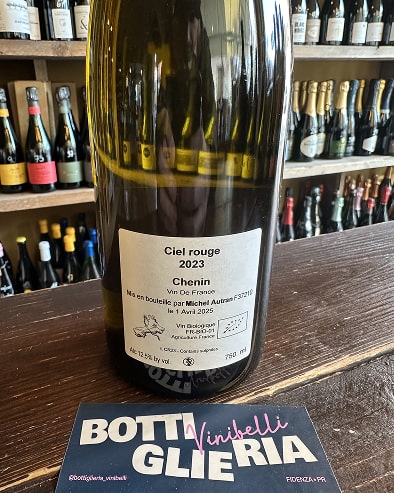 Ciel rouge
2023
Chenin
Vin De France
Mis en bouteille par Michel Autran F37210
le 1 Avril 2025
Vin Biologique
FR-BIO-01
Agriculture France
Contains sulphites
Alc 12,5% by vol.
750 ml
BOTTI
Vinibelli
GLIERIA
@bottiglieria_vinibelli
FIDENZA•PR